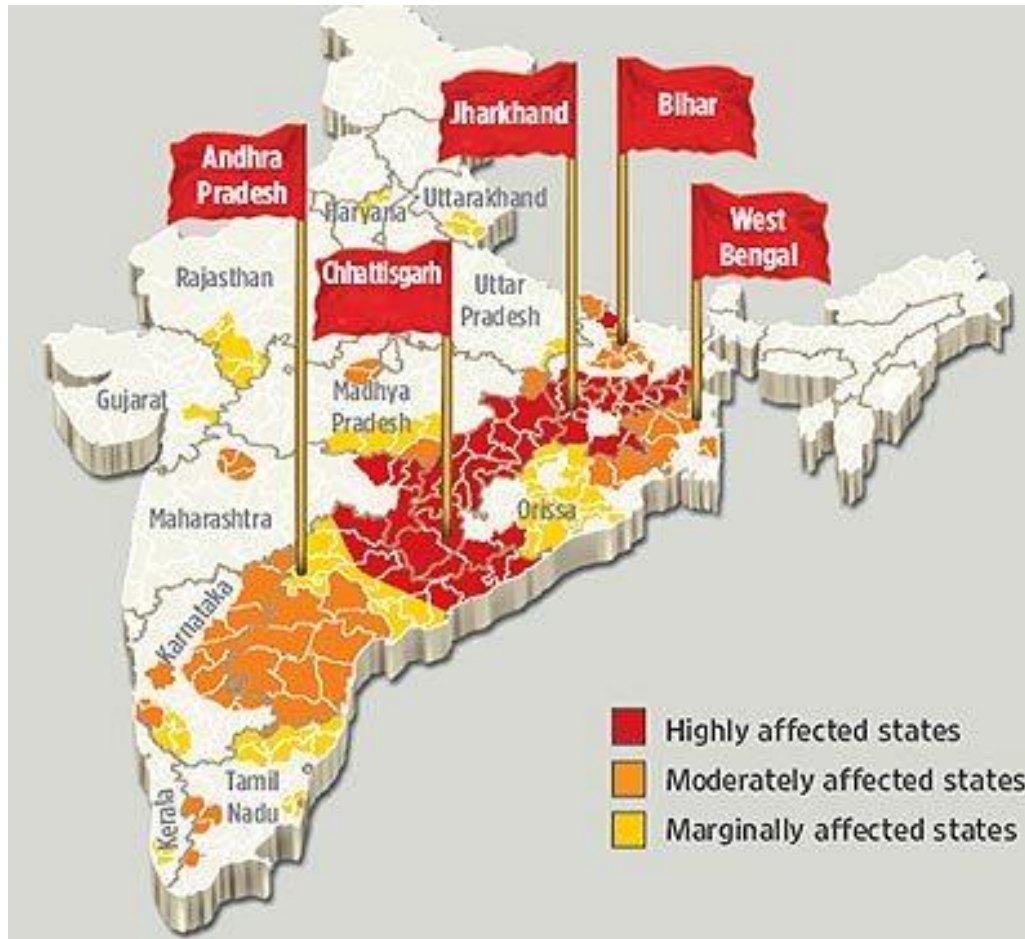 Jharkhand
Bihar
Andhra
Pradesh
West
Bengal
Haryana
Uttarakhand
Chhattisgarh
Rajasthan
Uttar
Pradesh
Gujarat
Madhya
Pradesh
Maharashtra
Orissa
Karnataka
Tamil
Nadu
Kerala
Highly affected states
Moderately affected states
Marginally affected states